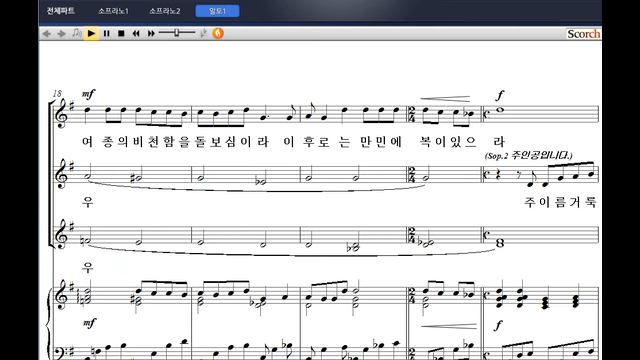 전체파트 소프라노1 소프라노2 알토1
Scorch
18 mf f
여 종의비천함을돌보심이라 이 후로 는 만민에 복이있으 라
(Sop.2 주인공입니다.)
우 주이름거룩
우
mf f